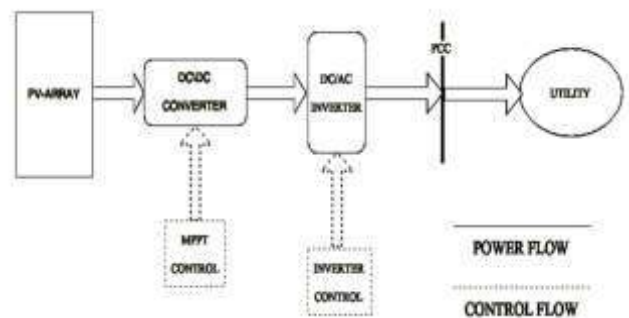 PV-ARRAY
DC\DC
CONVERTER
DC/AC
INVERTER
PCC
UTILITY
MPPT
CONTROL
INVERTER
CONTROL
POWER FLOW
CONTROL FLOW